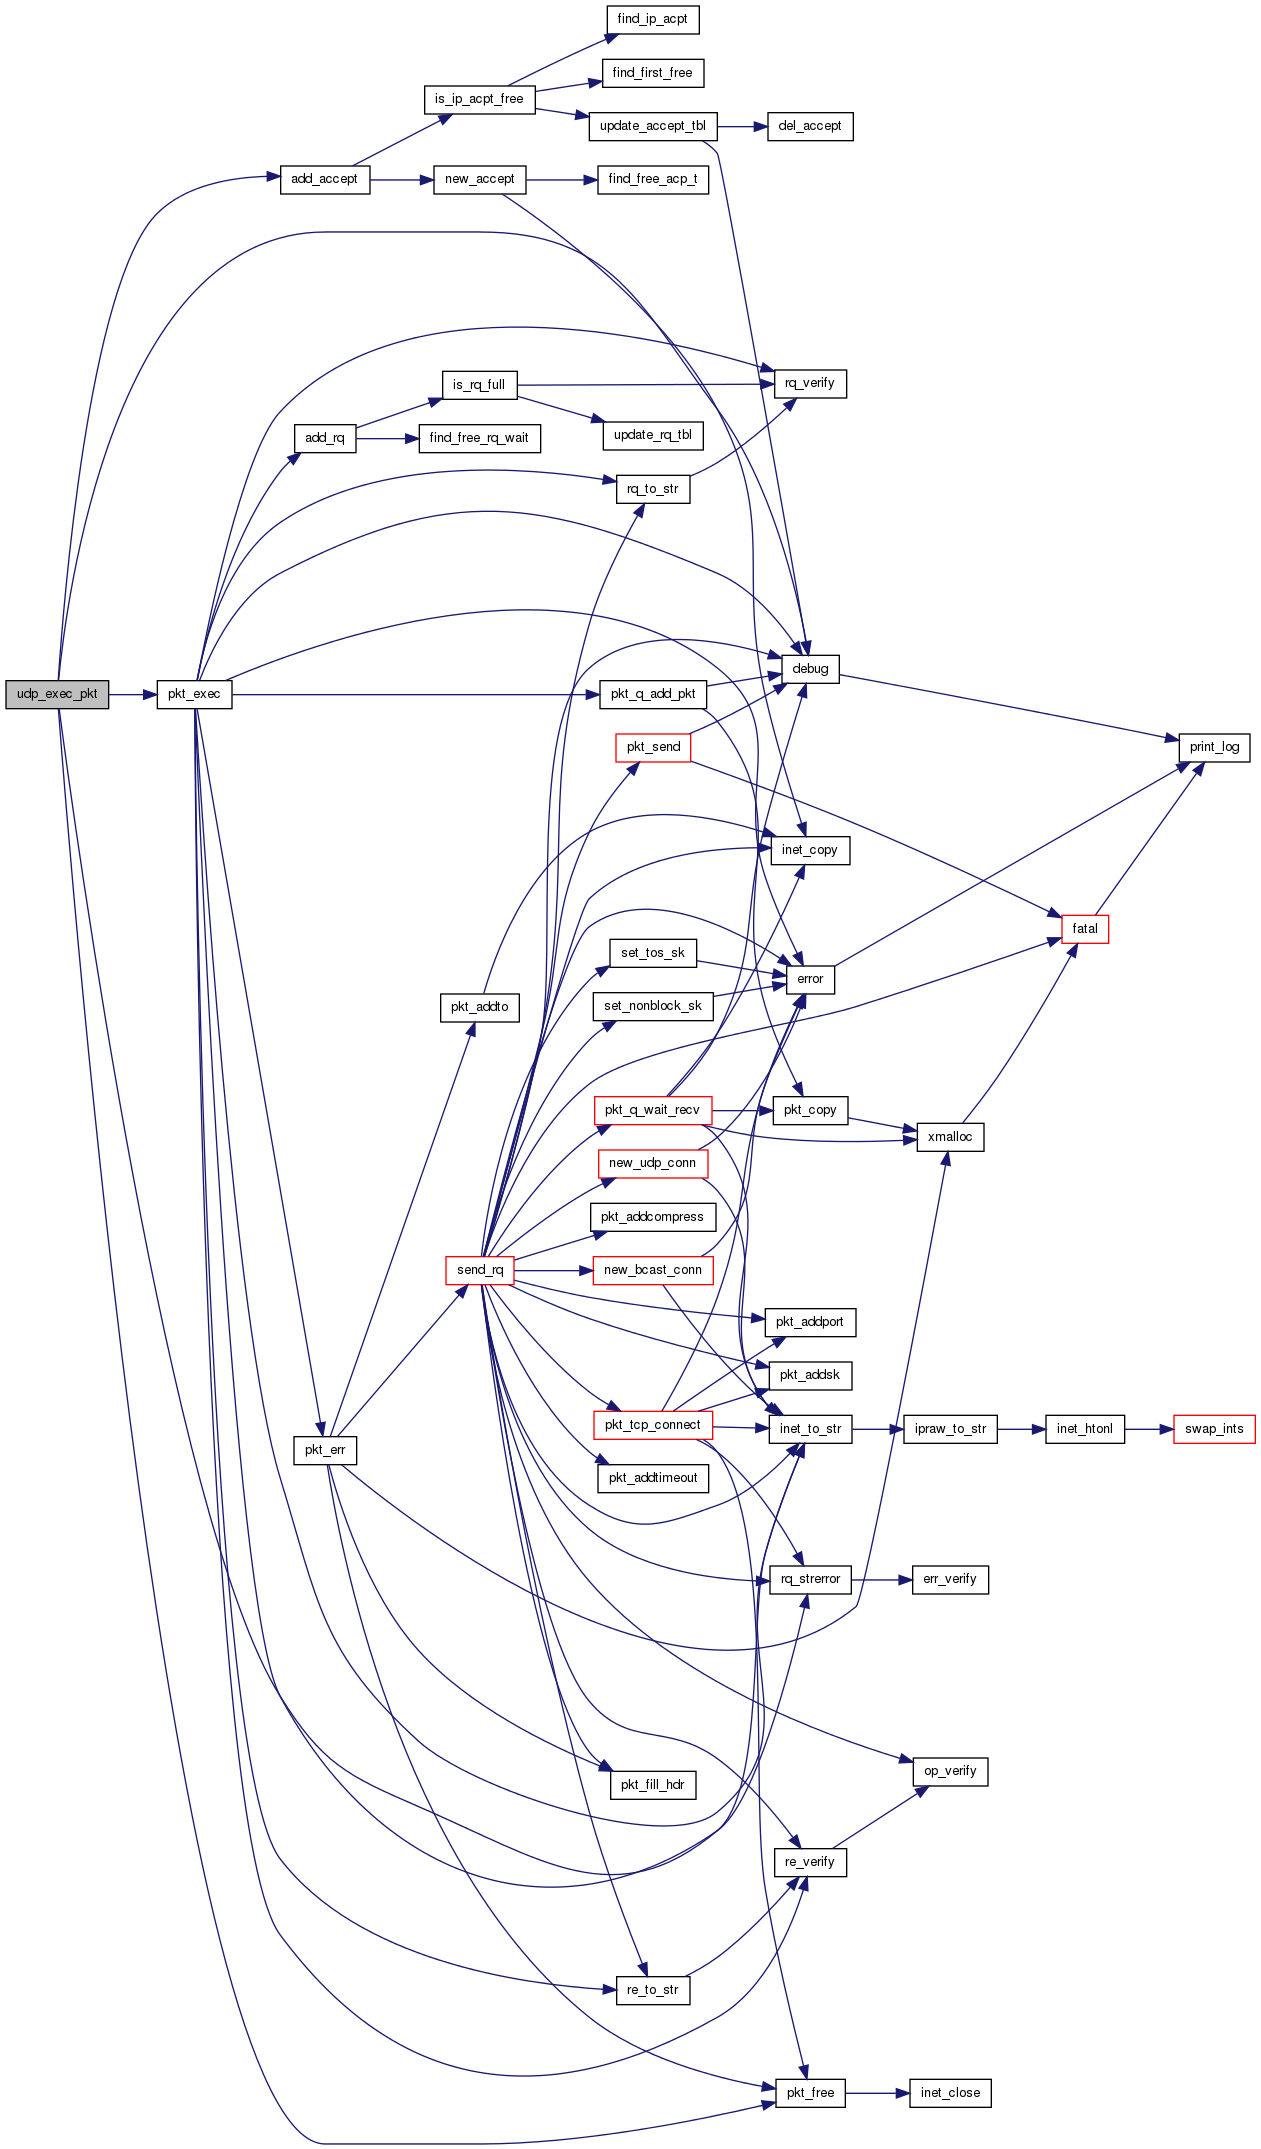 find_ip_acpt
find_first_free
is_ip_acpt_free
update_accept_tbl
del_accept
add_accept
new_accept
find_free_acp_t
is_rq_full
rq_verify
add_rq
find_free_rq_wait
update_rq_tbl
rq_to_str
debug
udp_exec_pkt
pkt_exec
pkt_q_add_pkt
pkt_send
print_log
inet_copy
fatal
set_tos_sk
error
pkt_addto
set_nonblock_sk
pkt_q_wait_recv
pkt_copy
xmalloc
new_udp_conn
pkt_addcompress
send_rq
new_bcast_conn
pkt_addport
pkt_addsk
pkt_tcp_connect
inet_to_str
ipraw_to_str
inet_htonl
swap_ints
pkt_err
pkt_addtimeout
rq_strerror
err_verify
op_verify
pkt_fill_hdr
re_verify
re_to_str
pkt_free
inet_close